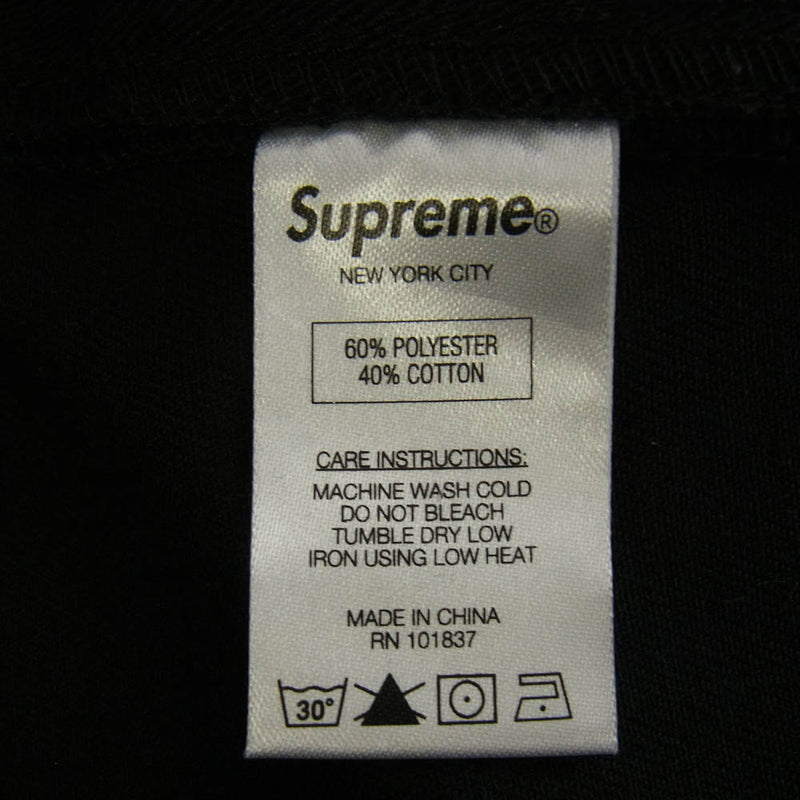 Supreme®
NEW YORK CITY
60% POLYESTER
40% COTTON
CARE INSTRUCTIONS:
MACHINE WASH COLD
DO NOT BLEACH
TUMBLE DRY LOW
IRON USING LOW HEAT
MADE IN CHINA
RN 101837
30°